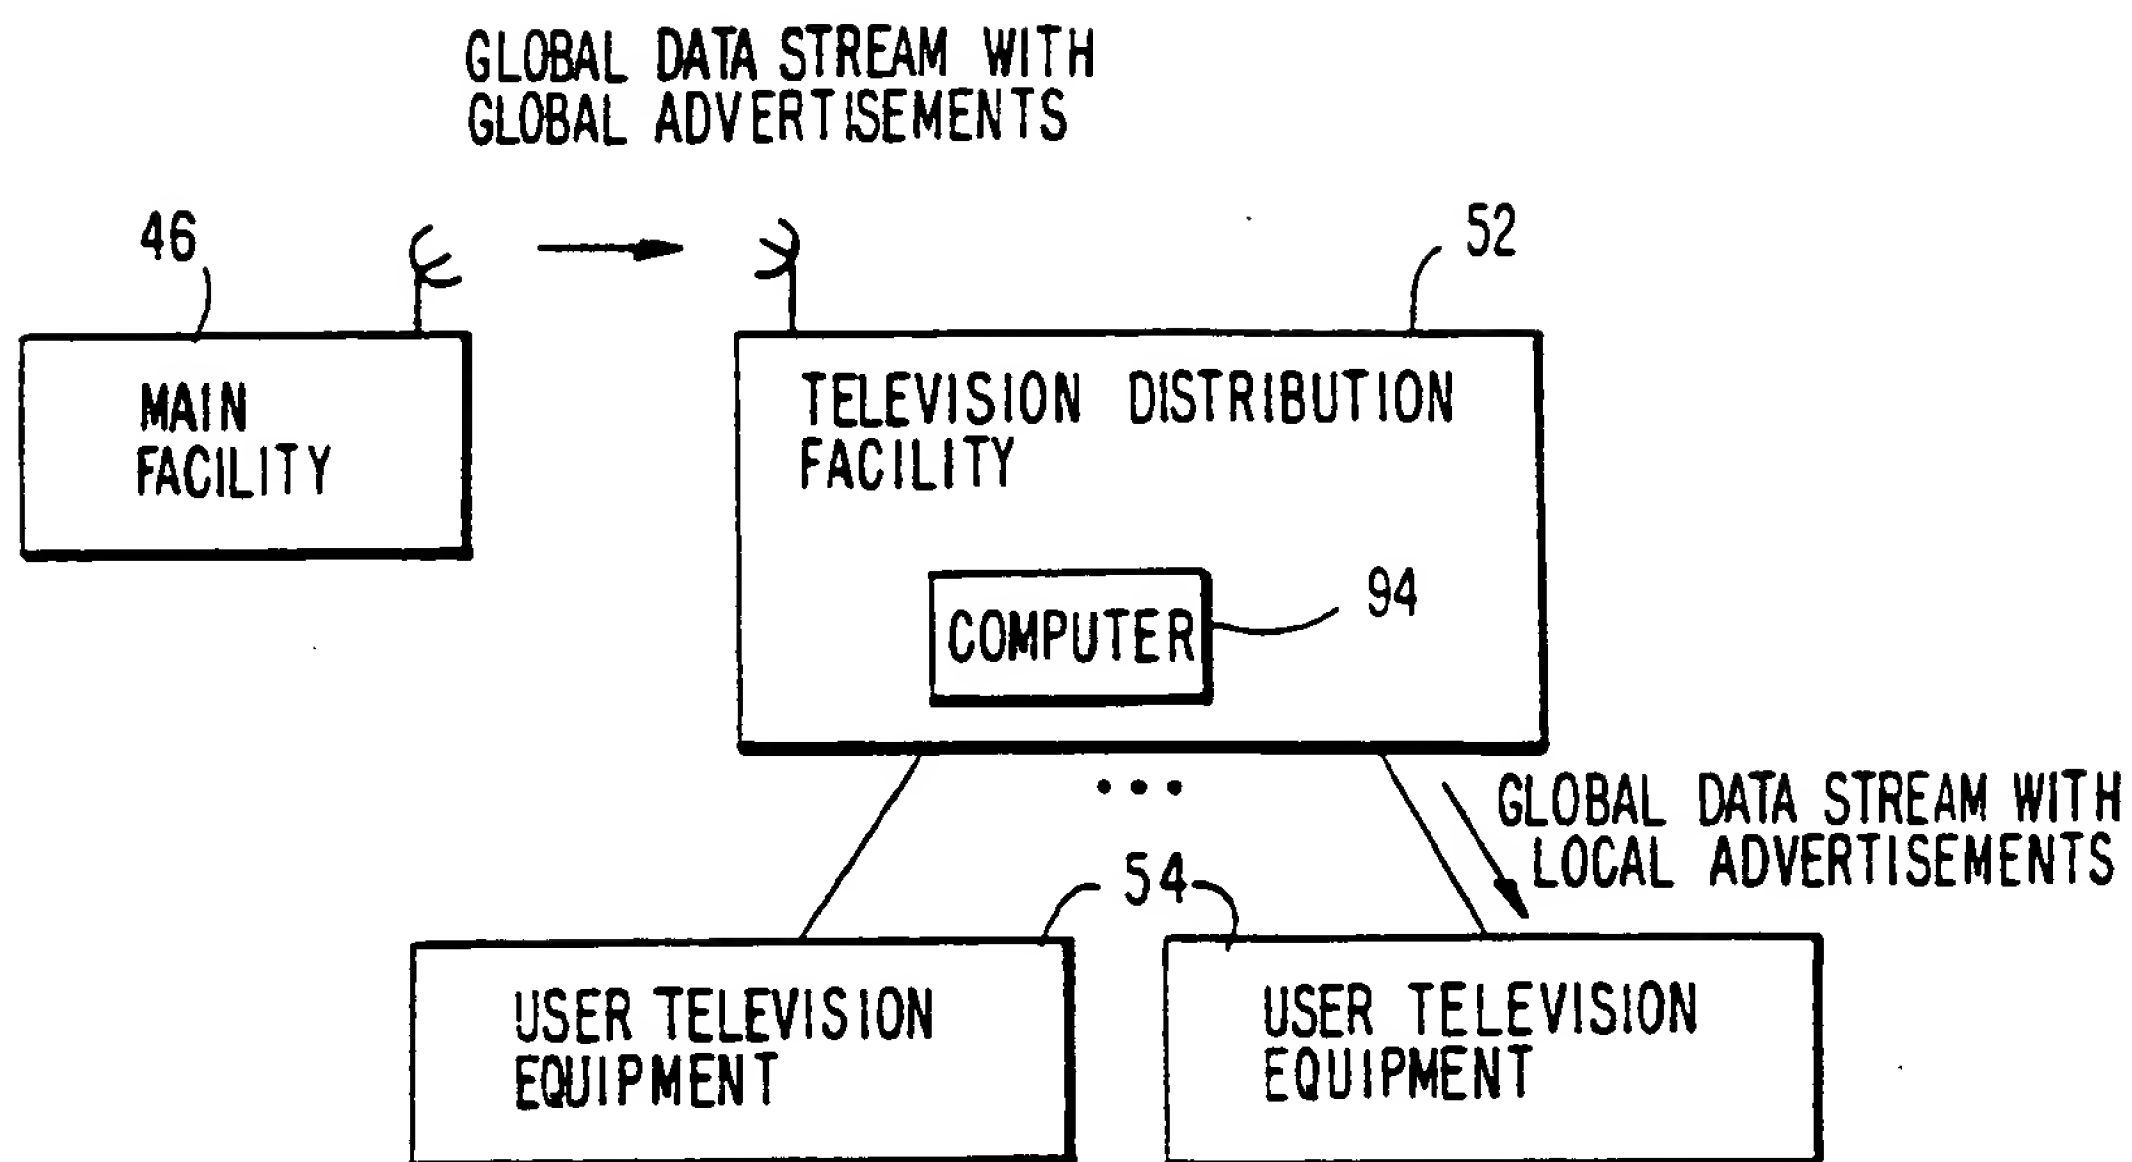 GLOBAL DATA STREAM WITH
GLOBAL ADVERTISEMENTS
46
52
MAIN
FACILITY
TELEVISION DISTRIBUTION
FACILITY
COMPUTER
94
GLOBAL DATA STREAM WITH
LOCAL ADVERTISEMENTS
54
USER TELEVISION
EQUIPMENT
USER TELEVISION
EQUIPMENT